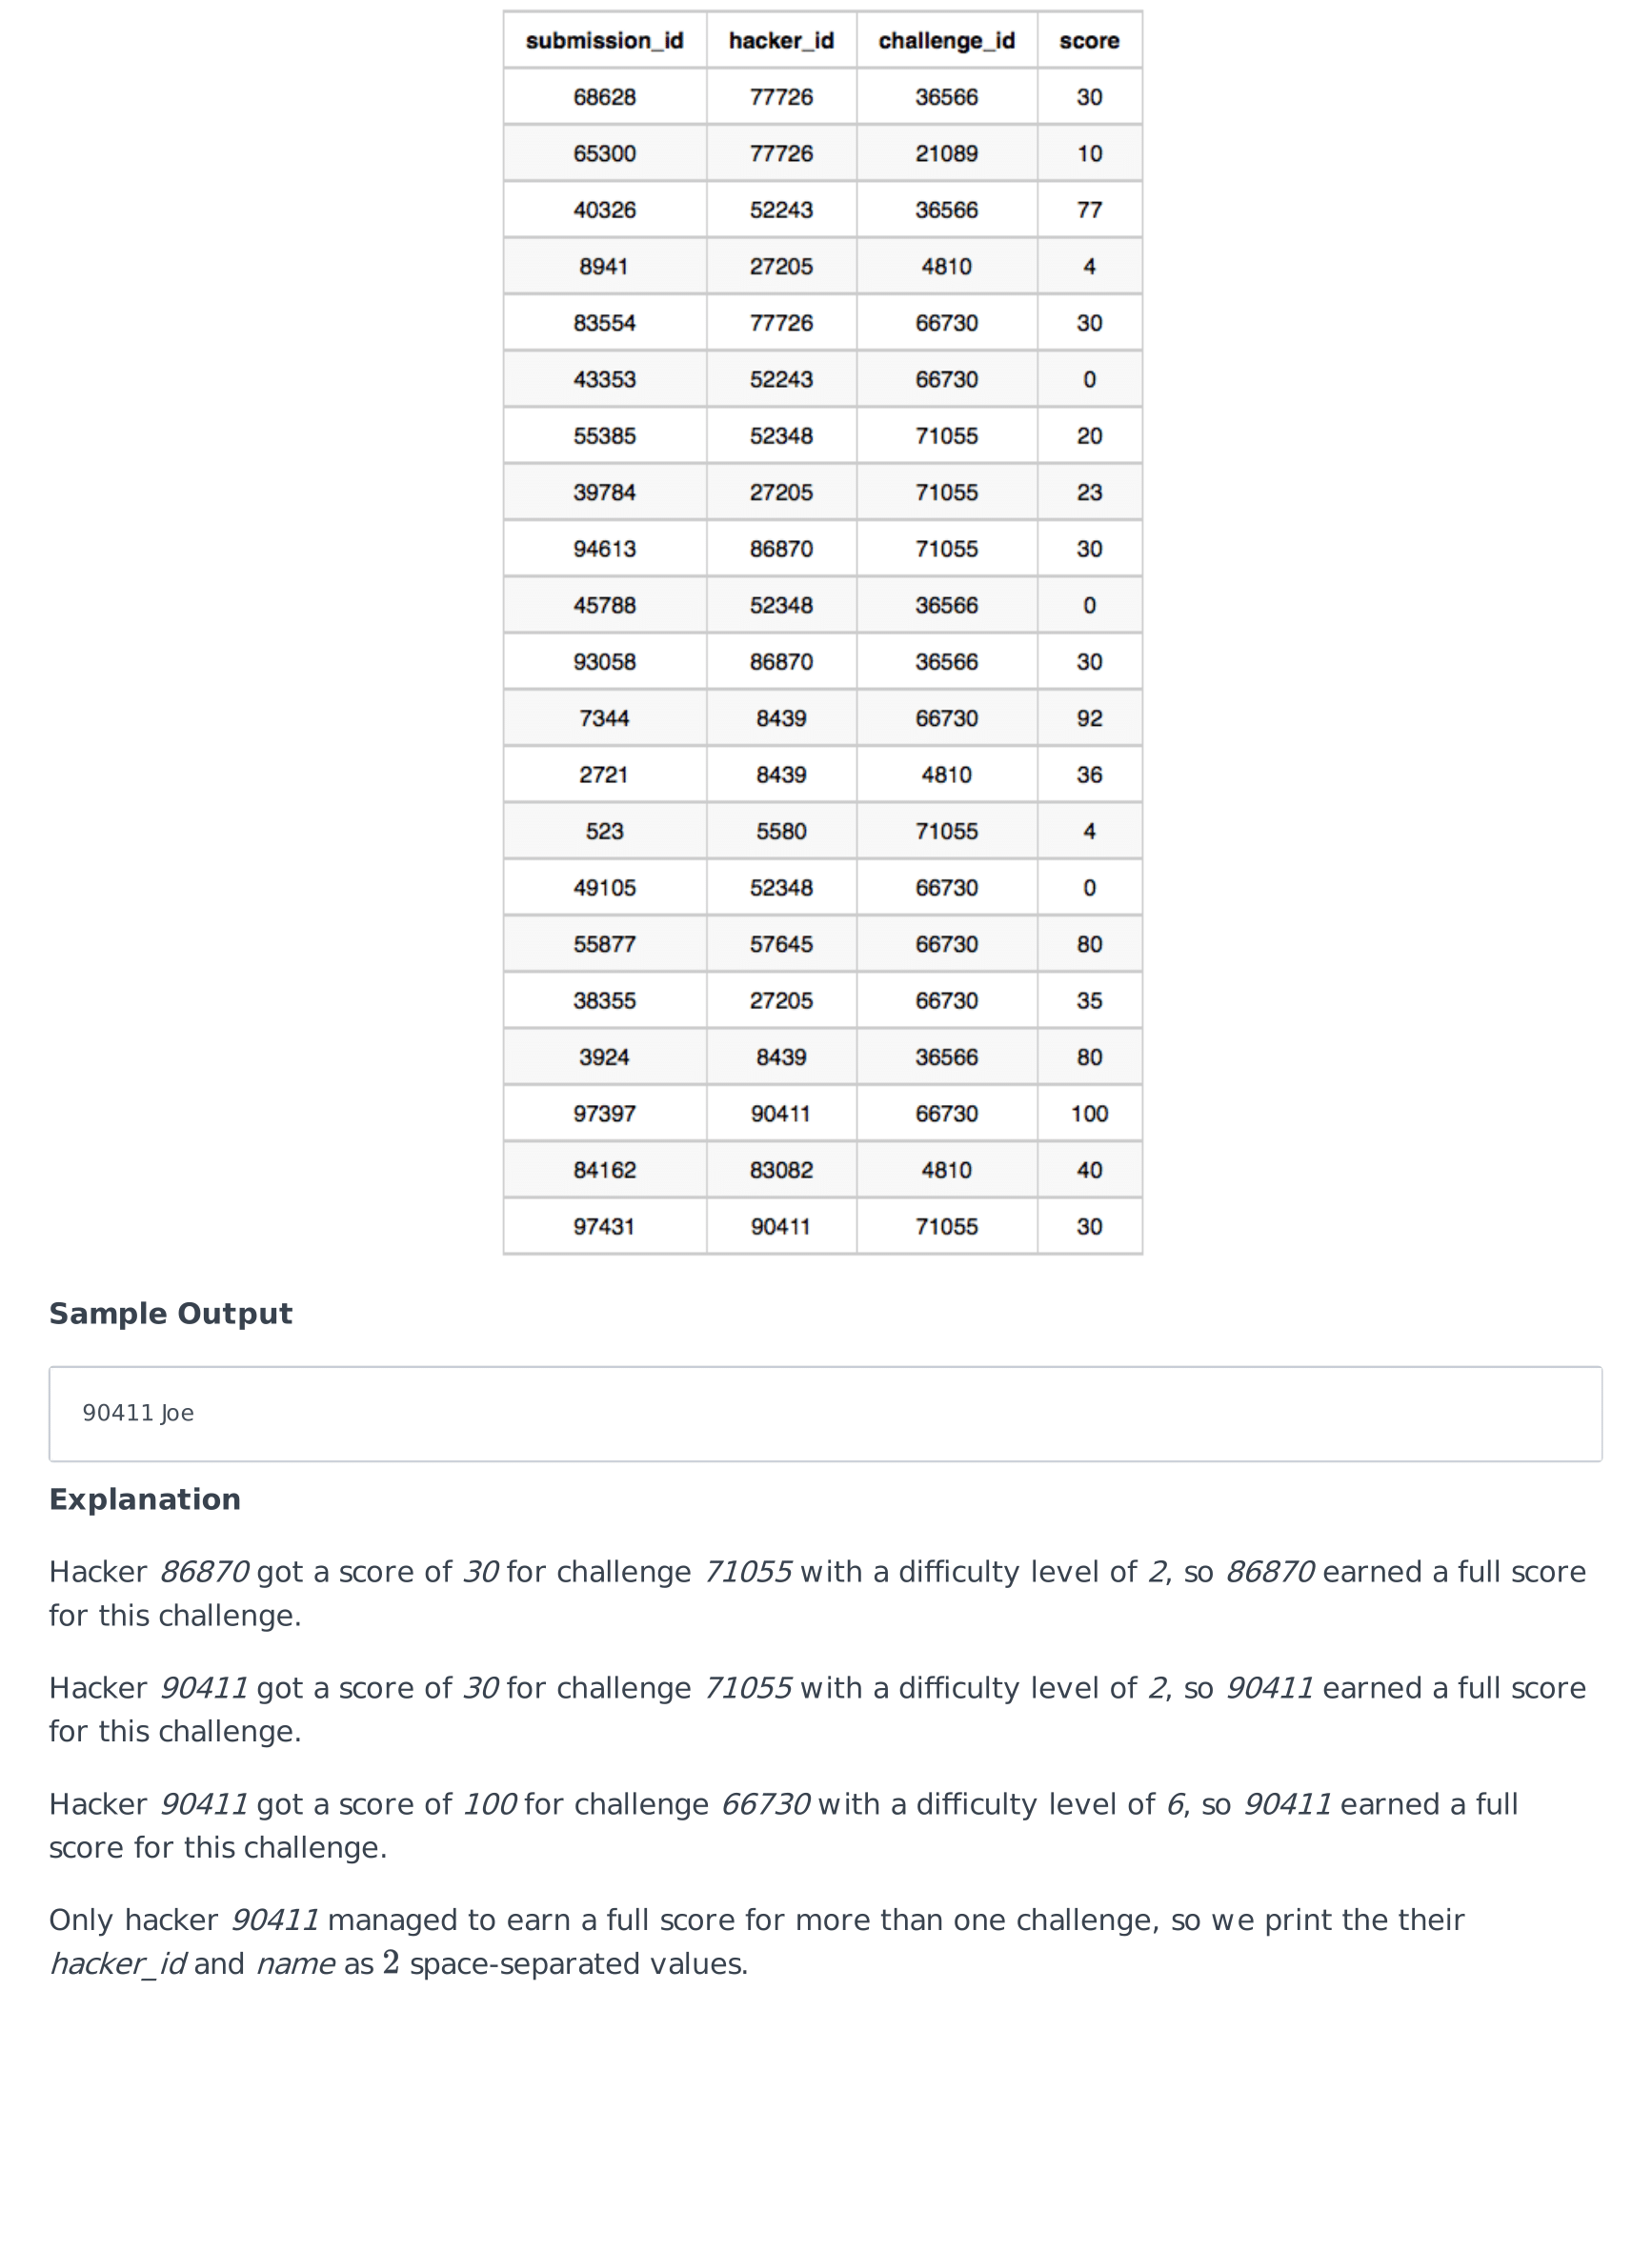 submission_id hacker_id challenge_id score
68628 77726 36566 30
65300 77726 21089 10
40326 52243 36566 77
8941 27205 4810 4
83554 77726 66730 30
43353 52243 66730 0
55385 52348 71055 20
39784 27205 71055 23
94613 86870 71055 30
45788 52348 36566 0
93058 86870 36566 30
7344 8439 66730 92
2721 8439 4810 36
523 5580 71055 4
49105 52348 66730 0
55877 57645 66730 80
38355 27205 66730 35
3924 8439 36566 80
97397 90411 66730 100
84162 83082 4810 40
97431 90411 71055 30
Sample Output
90411 Joe
Explanation
Hacker 86870 got a score of 30 for challenge 71055 with a difficulty level of 2, so 86870 earned a full score
for this challenge.
Hacker 90411 got a score of 30 for challenge 71055 with a difficulty level of 2, so 90411 earned a full score
for this challenge.
Hacker 90411 got a score of 100 for challenge 66730 with a difficulty level of 6, so 90411 earned a full
score for this challenge.
Only hacker 90411 managed to earn a full score for more than one challenge, so we print the their
hacker_id and name as 2 space-separated values.